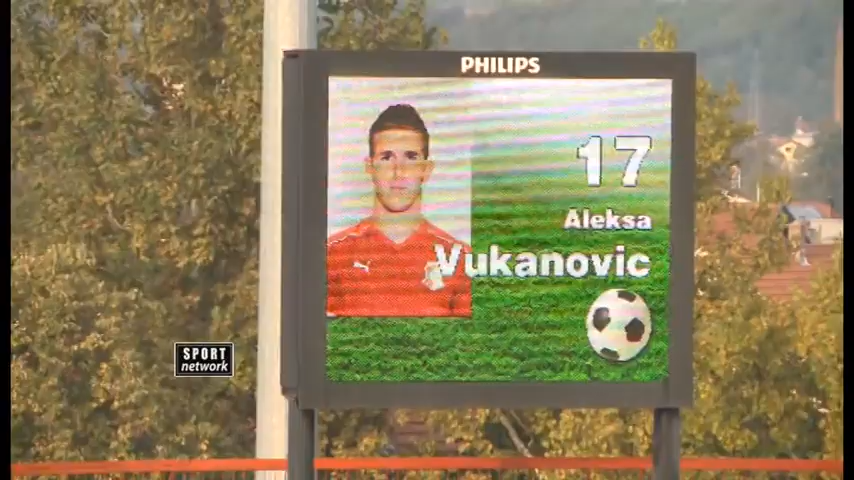 PHILIPS
17
Aleksa
Vukanovic
SPORT
network